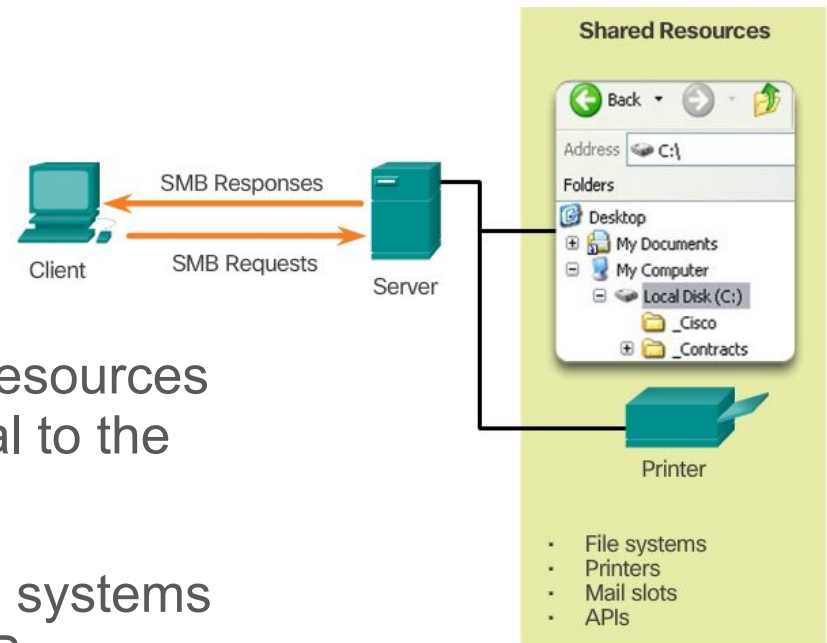 Shared Resources
Back
Address C:\
Folders
Desktop
My Documents
My Computer
Local Disk (C:)
_Cisco
_Contracts
SMB Responses
SMB Requests
Client
Server
Printer
esources
al to the
systems
· File systems
· Printers
· Mail slots
· APIs